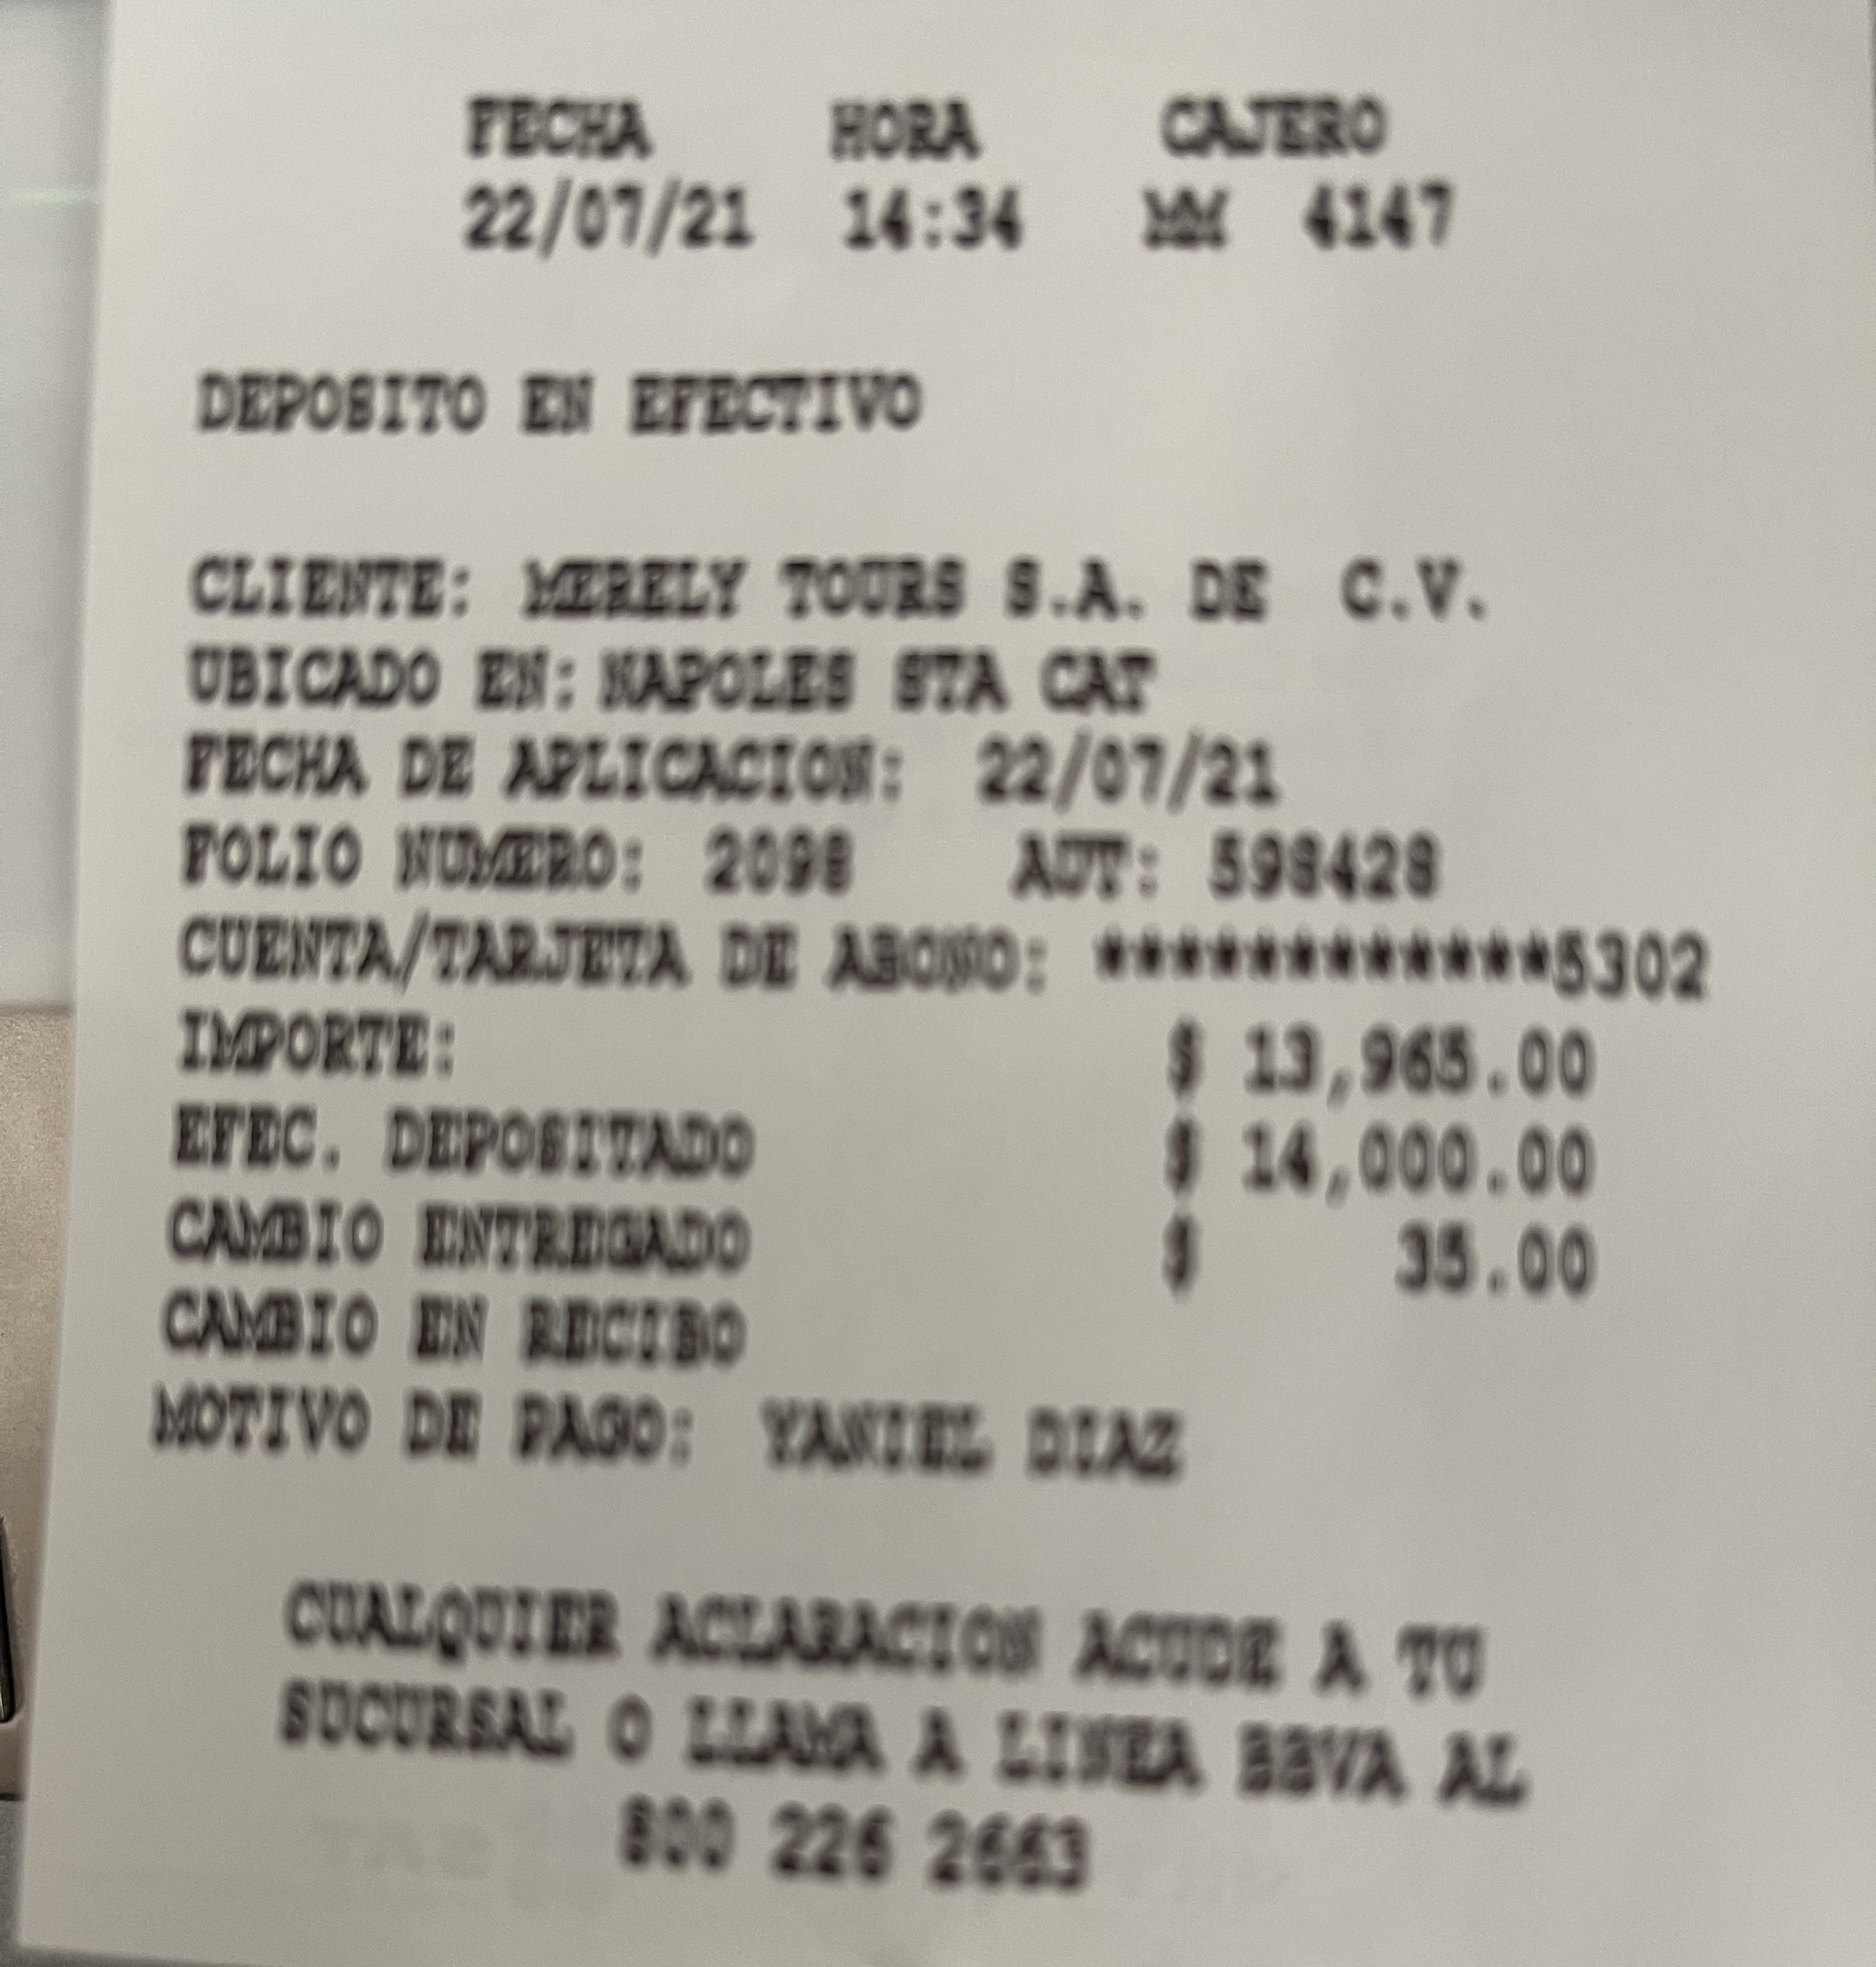 FECHA HORA CAJERO
22/07/21 14:34 MM 4147
DEPOSITO EN EFECTIVO
CLIENTE: MERELY TOURS S.A. DE C.V.
UBICADO EN: NAPOLES STA CAT
FECHA DE APLICACION: 22/07/21
FOLIO NUMERO: 2098 AUT: 598428
CUENTA/TARJETA DE ABONO: ************5302
IMPORTE: $ 13,965.00
EFEC. DEPOSITADO $ 14,000.00
CAMBIO ENTREGADO $ 35.00
CAMBIO EN RECIBO
MOTIVO DE PAGO: YANIEL DIAZ
CUALQUIER ACLARACION ACUDE A TU
SUCURSAL O LLAMA A LINEA BBVA AL
800 226 2663